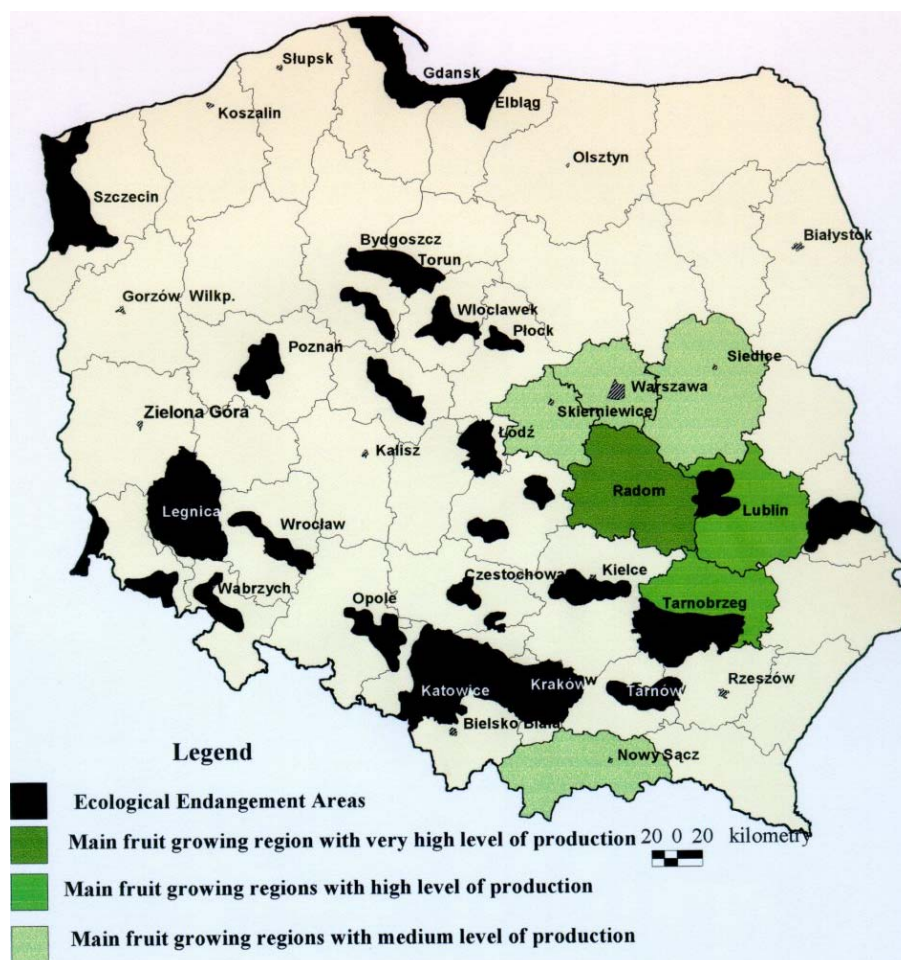 Słupsk
Gdansk
Koszalin
Elbląg
Olsztyn
Szczecin
Białystok
Bydgoszcz
Torun
Gorzów Wilkp.
Wloclawek
Płock
Poznań
Siedlce
Warszawa
Skierniewice
Zielona Góra
Łódź
Kalisz
Radom
Legnica
Lublin
Wrocław
Kielce
Czestochowa
Wabrzych
Opole
Tarnobrzeg
Rzeszów
Katowice
Kraków
Tarnów
Bielsko Biala
Nowy Sącz
Legend
Ecological Endangement Areas
Main fruit growing region with very high level of production
20 0 20 kilometry
Main fruit growing regions with high level of production
Main fruit growing regions with medium level of production